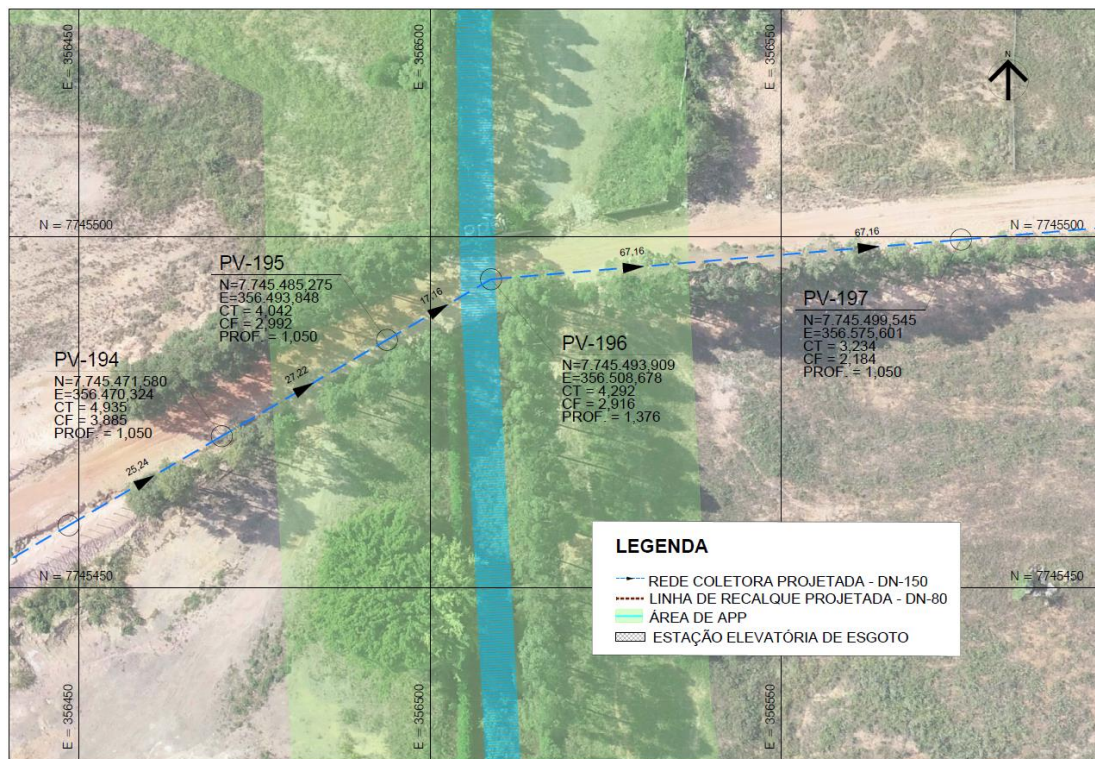 E = 356450
E = 356500
E = 356550
N
N = 7745500
N = 7745500
67,16
67,16
17,16
PV-195
N=7.745.485,275
E=356.493,848
CT = 4,042
CF = 2,992
PROF. = 1,050
PV-197
N=7.745.499,545
E=356.575,601
CT = 3,234
CF = 2,184
PROF. = 1,050
PV-196
N=7.745.493,909
E=356.508,678
CT = 4,292
CF = 2,916
PROF. = 1,376
PV-194
N=7.745.471,580
E=356.470,324
CT = 4,935
CF = 3,885
PROF. = 1,050
27,22
25,24
LEGENDA
REDE COLETORA PROJETADA - DN-150
LINHA DE RECALQUE PROJETADA - DN-80
ÁREA DE APP
ESTAÇÃO ELEVATÓRIA DE ESGOTO
N = 7745450
N = 7745450
E = 356450
E = 356500
E = 356550